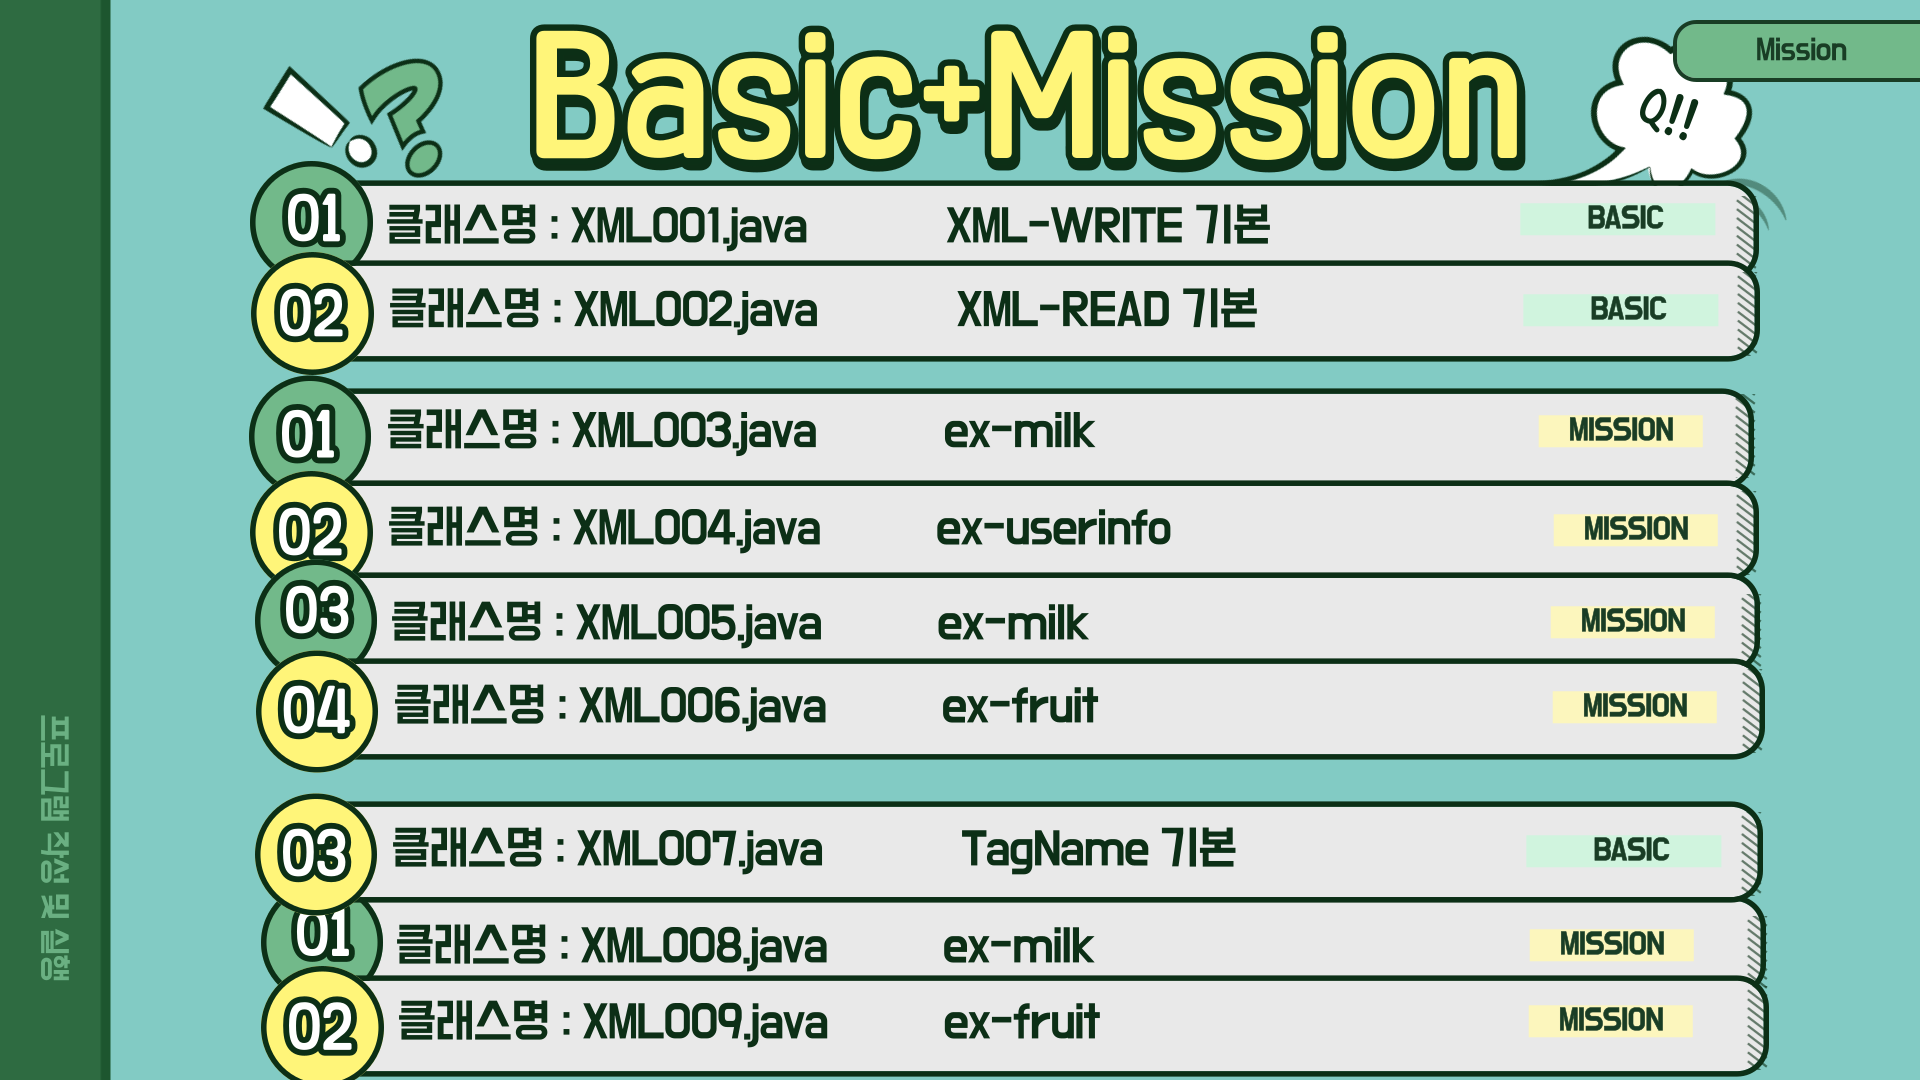 Mission
Basic+Mission
Q!!
01 클래스명 : XML001.java XML-WRITE 기본 BASIC
02 클래스명 : XML002.java XML-READ 기본 BASIC
01 클래스명 : XML003.java ex-milk MISSION
02 클래스명 : XML004.java ex-userinfo MISSION
03 클래스명 : XML005.java ex-milk MISSION
04 클래스명 : XML006.java ex-fruit MISSION
03 클래스명 : XML007.java TagName 기본 BASIC
01 클래스명 : XML008.java ex-milk MISSION
02 클래스명 : XML009.java ex-fruit MISSION
프로그램 작성 및 실행